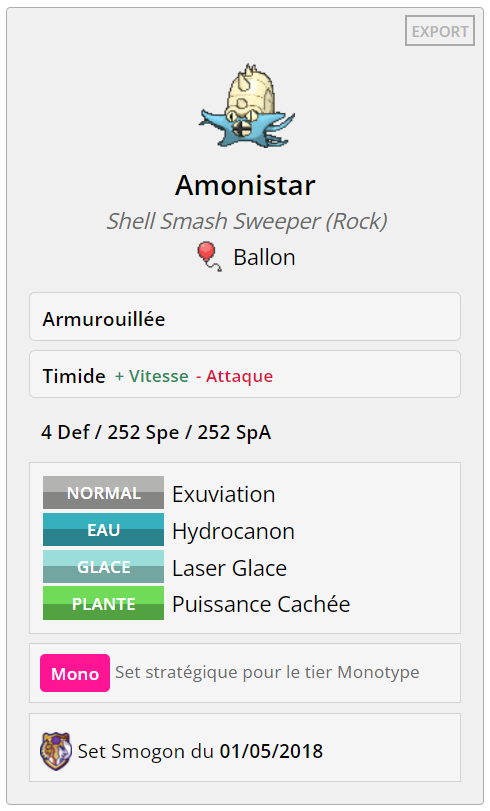 EXPORT
Amonistar
Shell Smash Sweeper (Rock)
Ballon
Armurouillée
Timide + Vitesse - Attaque
4 Def / 252 Spe / 252 SpA
NORMAL Exuviation
EAU Hydrocanon
GLACE Laser Glace
PLANTE Puissance Cachée
Mono Set stratégique pour le tier Monotype
Set Smogon du 01/05/2018